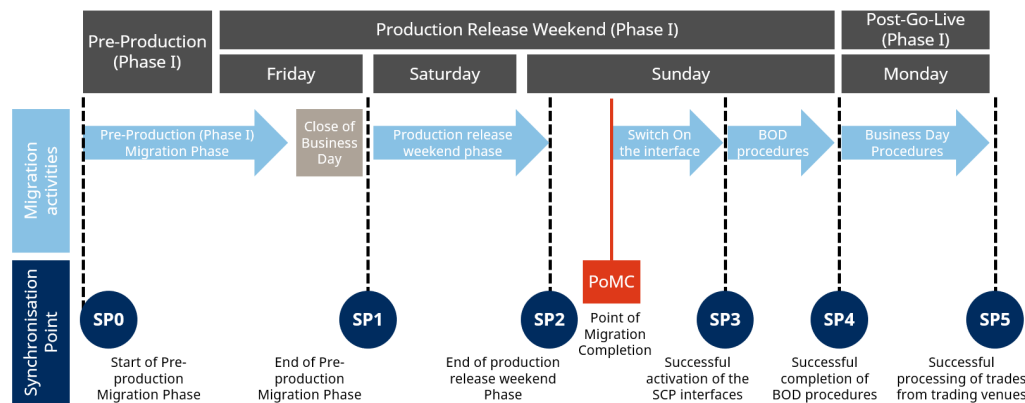 Pre-Production
(Phase I)
Production Release Weekend (Phase I)
Post-Go-Live
(Phase I)
Friday
Saturday
Sunday
Monday
Migration
activities
Pre-Production (Phase I)
Migration Phase
Close of
Business
Day
Production release
weekend phase
Switch On
the interface
BOD
procedures
Business Day
Procedures
Synchronisation
Point
SP0
SP1
SP2
PoMC
SP3
SP4
SP5
Start of Pre-
production
Migration Phase
End of Pre-
production
Migration Phase
End of production
release weekend
Phase
Point of
Migration
Completion
Successful
activation of the
SCP interfaces
Successful
completion of
BOD procedures
Successful
processing of trades
from trading venues